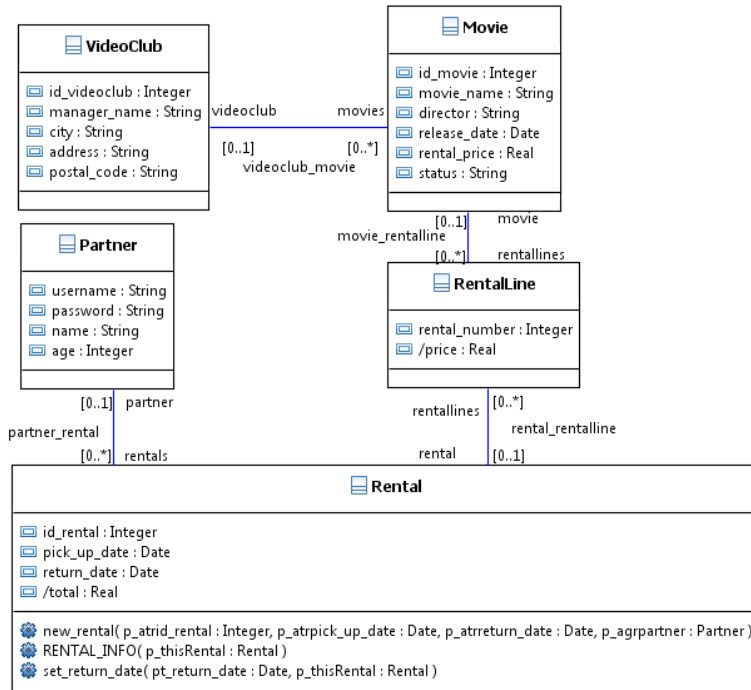 VideoClub
id_videoclub : Integer
manager_name : String
city : String
address : String
postal_code : String
videoclub
movies
[0..1]
[0..*]
videoclub_movie
Movie
id_movie : Integer
movie_name : String
director : String
release_date : Date
rental_price : Real
status : String
[0..1]
movie
movie_rentalline
[0..*]
rentallines
Partner
username : String
password : String
name : String
age : Integer
RentalLine
rental_number : Integer
/price : Real
[0..1]
partner
partner_rental
[0..*]
rentals
rentallines
[0..*]
rental_rentalline
rental
[0..1]
Rental
id_rental : Integer
pick_up_date : Date
return_date : Date
/total : Real
new_rental( p_atrid_rental : Integer, p_atrpick_up_date : Date, p_atrreturn_date : Date, p_agrpartner : Partner )
RENTAL_INFO( p_thisRental : Rental )
set_return_date( pt_return_date : Date, p_thisRental : Rental )